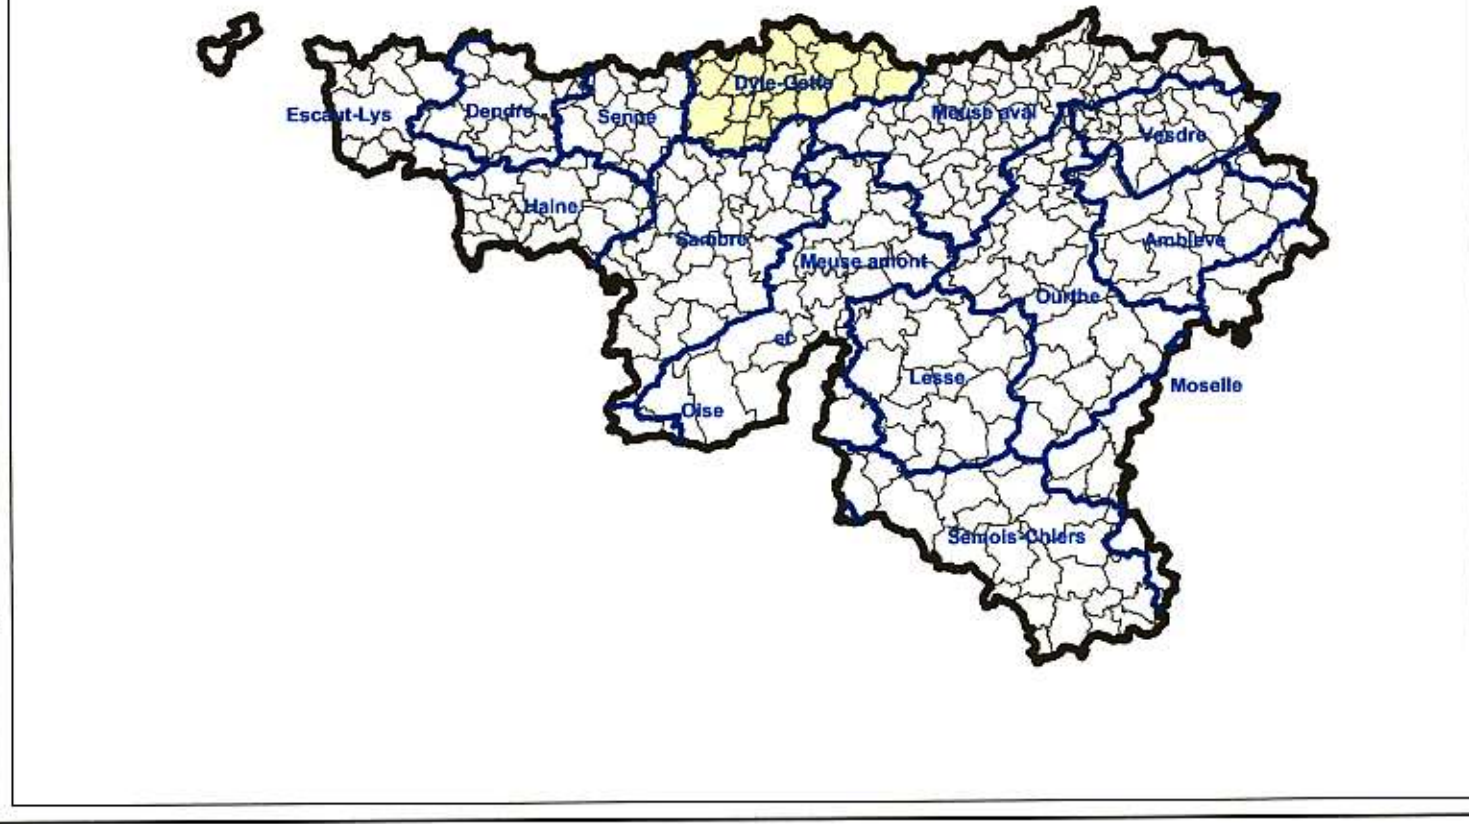 Dyle-Gette
Escaut-Lys
Dendre
Senne
Meuse aval
Vesdre
Haine
Sambre
Meuse amont
Amblève
Ourthe
et
Lesse
Moselle
Oise
Semois-Chiers